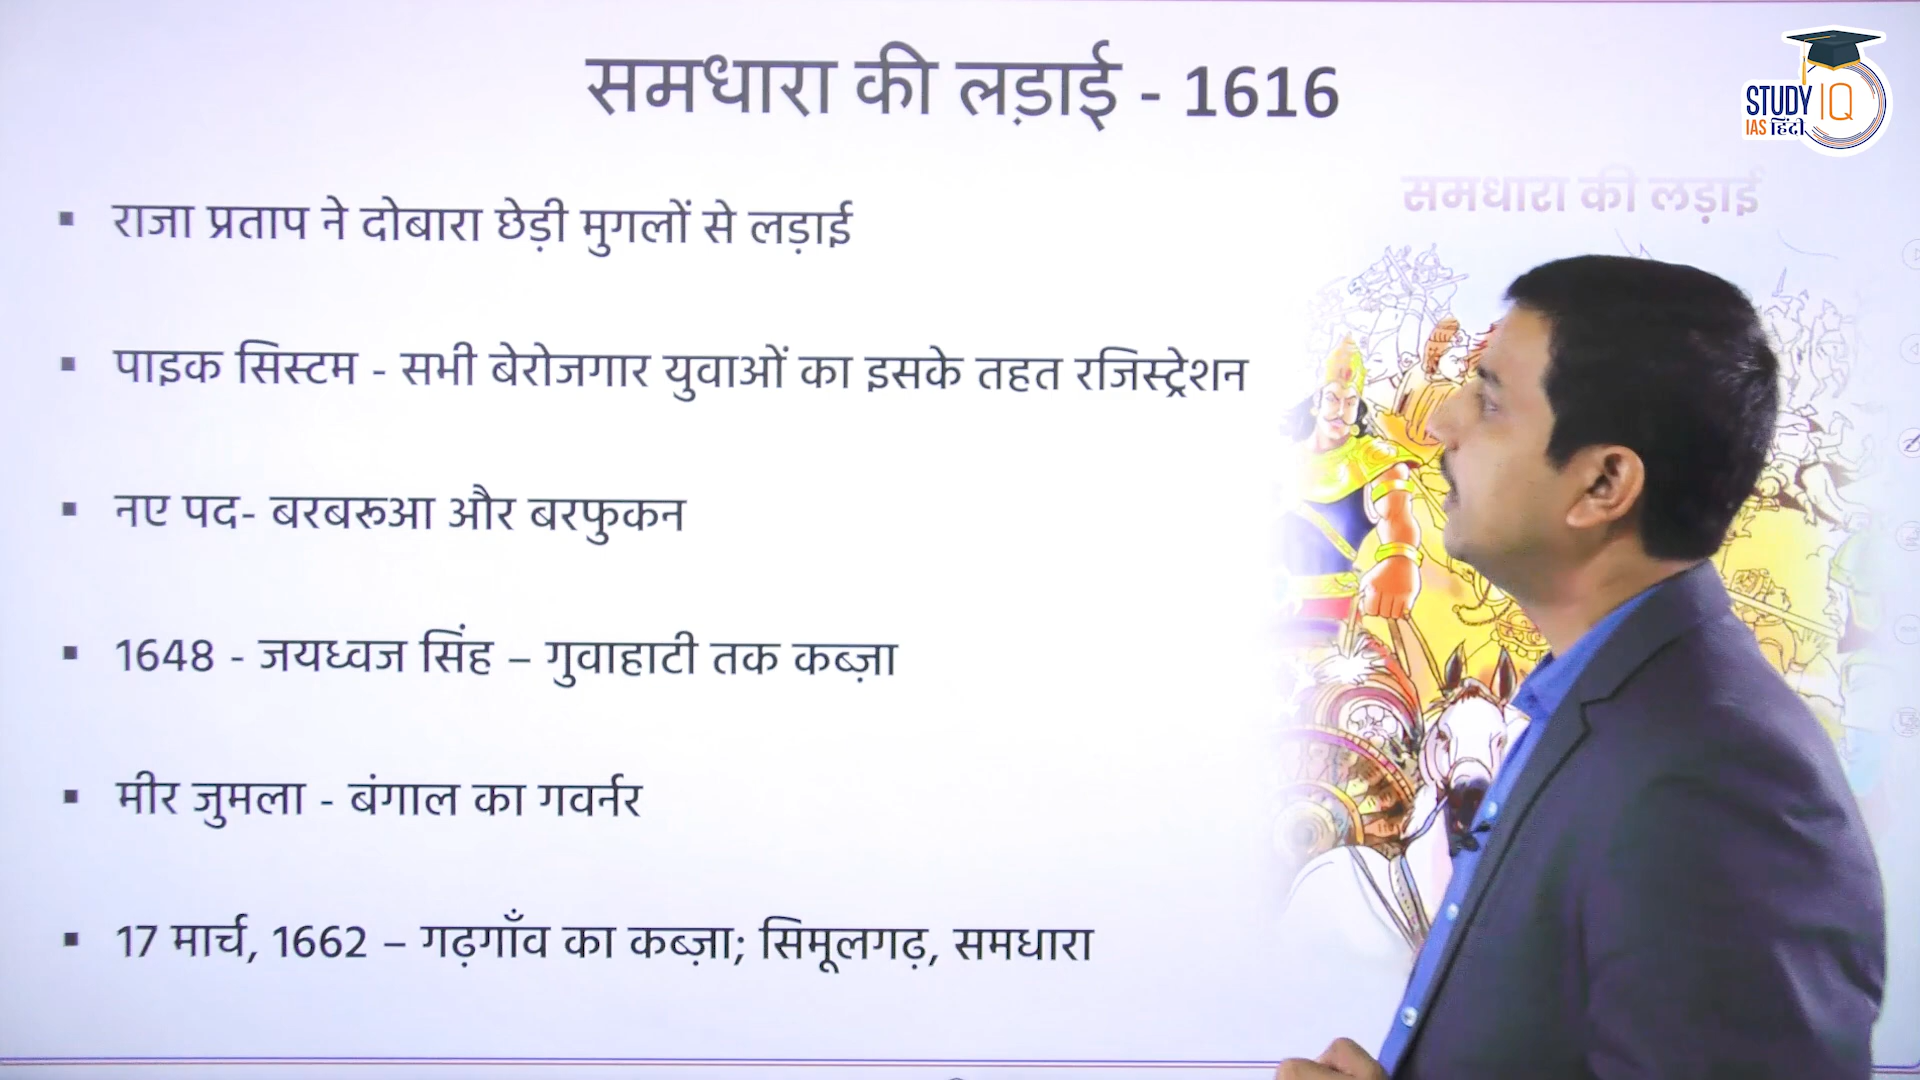 समधारा की लड़ाई - 1616
STUDY IQ
IAS हिंदी
समधारा की लड़ाई
▪ राजा प्रताप ने दोबारा छेड़ी मुगलों से लड़ाई
▪ पाइक सिस्टम - सभी बेरोजगार युवाओं का इसके तहत रजिस्ट्रेशन
▪ नए पद- बरबरूआ और बरफुकन
▪ 1648 - जयध्वज सिंह – गुवाहाटी तक कब्ज़ा
▪ मीर जुमला - बंगाल का गवर्नर
▪ 17 मार्च, 1662 – गढ़गाँव का कब्ज़ा; सिमूलगढ़, समधारा